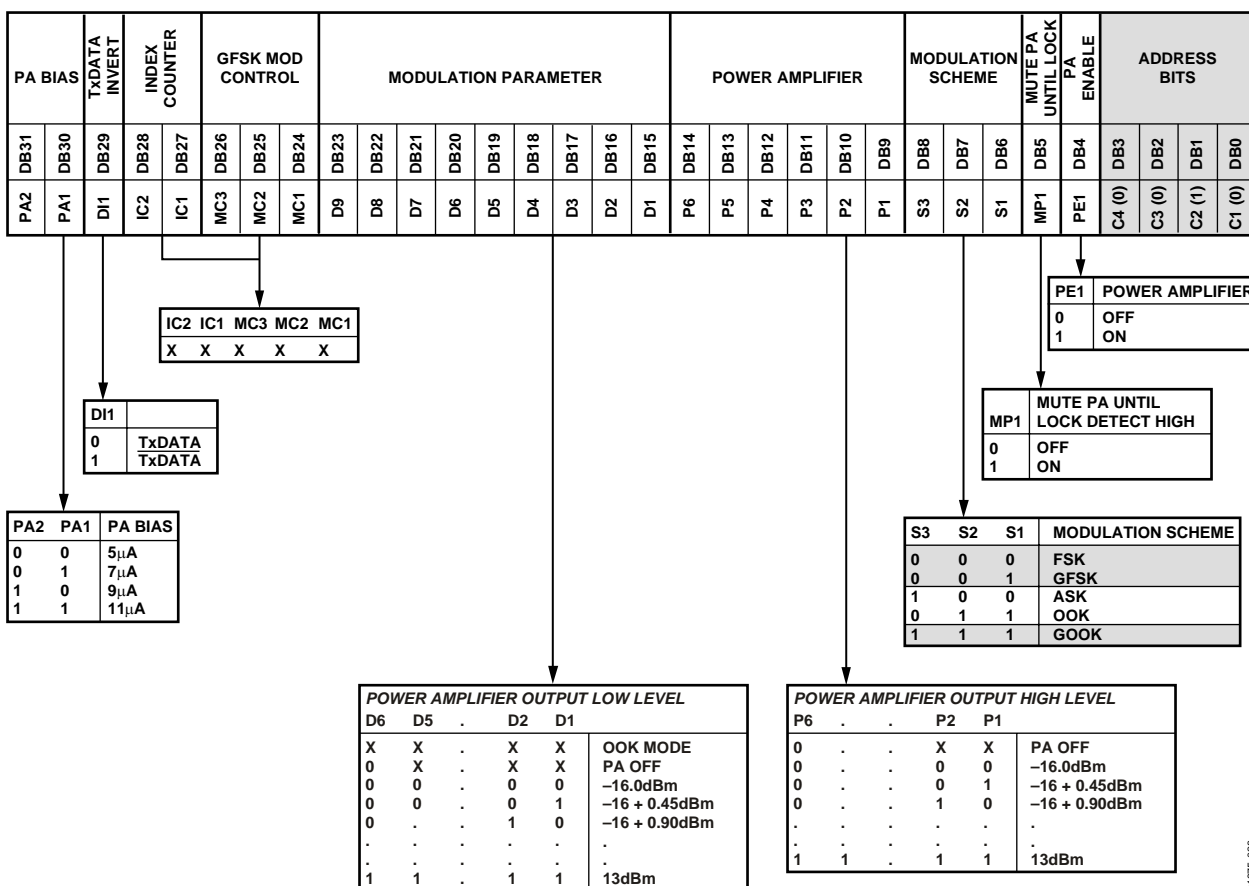 PA BIAS
TxDATA
INVERT
INDEX
COUNTER
GFSK MOD
CONTROL
MODULATION PARAMETER
POWER AMPLIFIER
MODULATION
SCHEME
MUTE PA
UNTIL LOCK
PA
ENABLE
ADDRESS
BITS
DB31 DB30 DB29 DB28 DB27 DB26 DB25 DB24 DB23 DB22 DB21 DB20 DB19 DB18 DB17 DB16 DB15 DB14 DB13 DB12 DB11 DB10 DB9 DB8 DB7 DB6 DB5 DB4 DB3 DB2 DB1 DB0
PA2 PA1 DI1 IC2 IC1 MC3 MC2 MC1 D9 D8 D7 D6 D5 D4 D3 D2 D1 P6 P5 P4 P3 P2 P1 S3 S2 S1 MP1 PE1 C4 (0) C3 (0) C2 (1) C1 (0)
PE1 POWER AMPLIFIER
0 OFF
1 ON
IC2 IC1 MC3 MC2 MC1
X X X X X
MUTE PA UNTIL
MP1 LOCK DETECT HIGH
0 OFF
1 ON
DI1
0 TxDATA
1 TxDATA
PA2 PA1 PA BIAS
0 0 5µA
0 1 7µA
1 0 9µA
1 1 11µA
S3 S2 S1 MODULATION SCHEME
0 0 0 FSK
0 0 1 GFSK
1 0 0 ASK
0 1 1 OOK
1 1 1 GOOK
POWER AMPLIFIER OUTPUT LOW LEVEL
D6 D5 . D2 D1
X X . X X OOK MODE
0 X . X X PA OFF
0 0 . 0 0 –16.0dBm
0 0 . 0 1 –16 + 0.45dBm
0 . . 1 0 –16 + 0.90dBm
. . . . . .
. . . . . .
1 1 . 1 1 13dBm
POWER AMPLIFIER OUTPUT HIGH LEVEL
P6 . . P2 P1
0 . . X X PA OFF
0 . . 0 0 –16.0dBm
0 . . 0 1 –16 + 0.45dBm
0 . . 1 0 –16 + 0.90dBm
. . . . . .
. . . . . .
1 1 . 1 1 13dBm